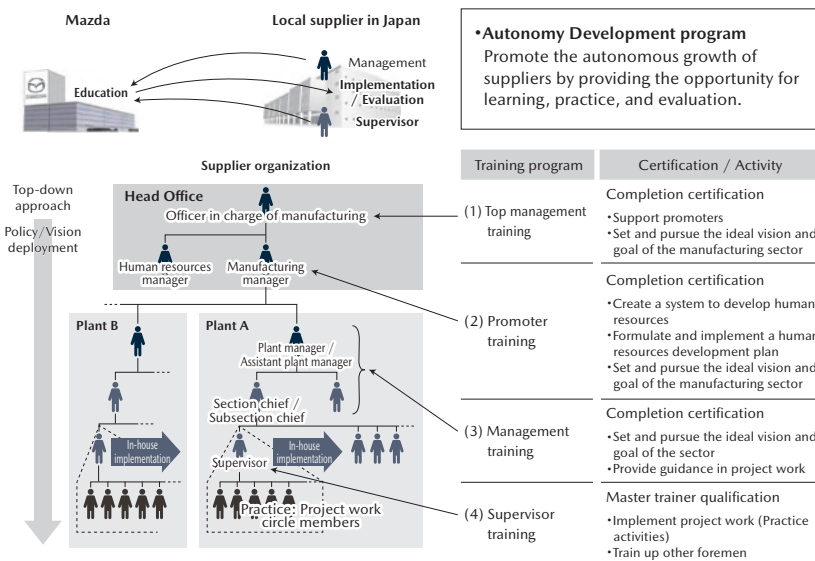 Mazda
Local supplier in Japan
Management
Education
Implementation
/ Evaluation
Supervisor
•Autonomy Development program
Promote the autonomous growth of
suppliers by providing the opportunity for
learning, practice, and evaluation.
Supplier organization
Top-down
approach
Policy/Vision
deployment
Head Office
Officer in charge of manufacturing
Human resources
manager
Manufacturing
manager
Plant B
Plant A
Plant manager /
Assistant plant manager
Section chief /
Subsection chief
In-house
implementation
In-house
implementation
Supervisor
Practice: Project work
circle members
Training program
Certification / Activity
(1) Top management
training
Completion certification
•Support promoters
•Set and pursue the ideal vision and
goal of the manufacturing sector
(2) Promoter
training
Completion certification
•Create a system to develop human
resources
•Formulate and implement a human
resources development plan
•Set and pursue the ideal vision and
goal of the manufacturing sector
(3) Management
training
Completion certification
•Set and pursue the ideal vision and
goal of the sector
•Provide guidance in project work
(4) Supervisor
training
Master trainer qualification
•Implement project work (Practice
activities)
•Train up other foremen